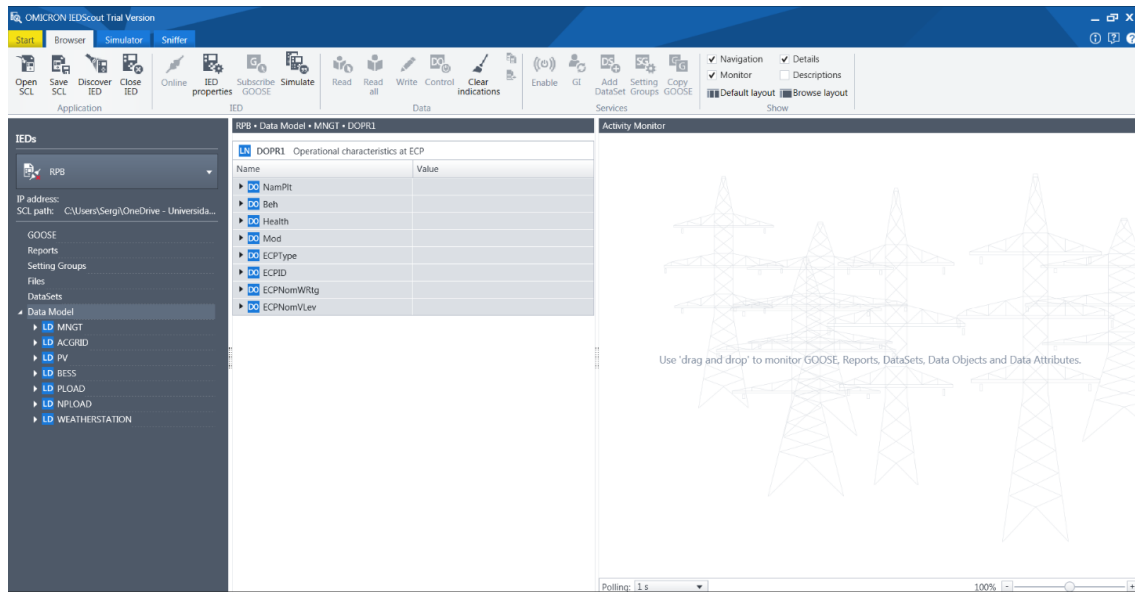 OMICRON IEDScout Trial Version
Start Browser Simulator Sniffer
Open SCL Save SCL Discover IED Close IED Online IED properties Subscribe GOOSE Simulate Read Read all Write Control Clear indications Enable GI Add DataSet Setting Groups Copy GOOSE
Navigation Details
Monitor Descriptions
Default layout Browse layout
Application IED Data Services Show
IEDs
RPB
IP address:
SCL path: C:\Users\Sergi\OneDrive - Universida...
GOOSE
Reports
Setting Groups
Files
DataSets
Data Model
LD MNGT
LD ACGRID
LD PV
LD BESS
LD PLOAD
LD NPLOAD
LD WEATHERSTATION
RPB • Data Model • MNGT • DOPR1
LN DOPR1 Operational characteristics at ECP
Name Value
DO NamPlt
DO Beh
DO Health
DO Mod
DO ECPType
DO ECPID
DO ECPNomWRtg
DO ECPNomVLev
Activity Monitor
Use 'drag and drop' to monitor GOOSE, Reports, DataSets, Data Objects and Data Attributes.
Polling: 1 s 100% - +